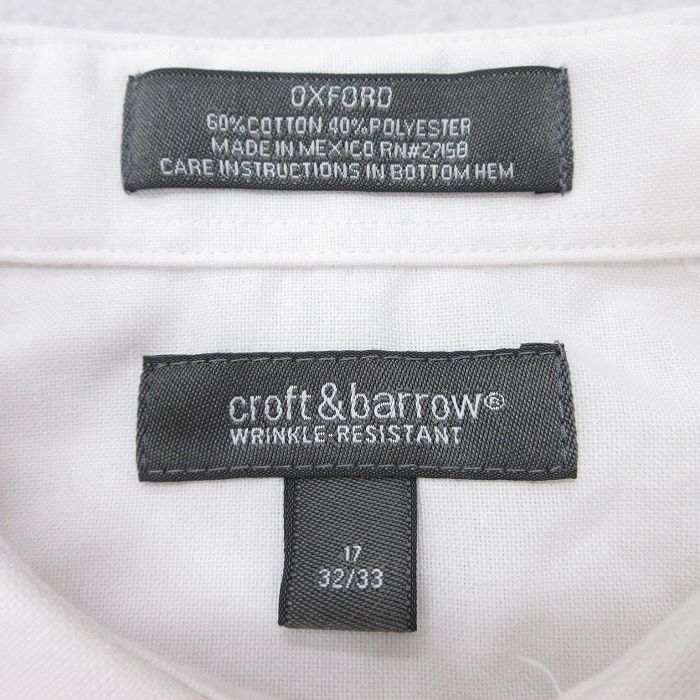 OXFORD
60%COTTON 40%POLYESTER
MADE IN MEXICO RN#27158
CARE INSTRUCTIONS IN BOTTOM HEM
croft&barrow®
WRINKLE-RESISTANT
17
32/33